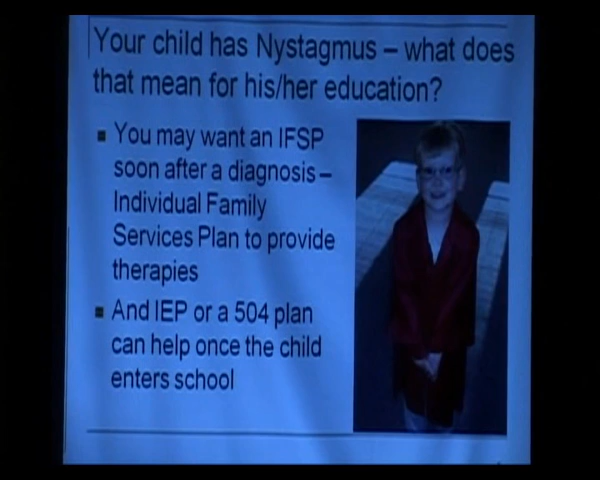 Your child has Nystagmus – what does
that mean for his/her education?
You may want an IFSP
soon after a diagnosis –
Individual Family
Services Plan to provide
therapies
And IEP or a 504 plan
can help once the child
enters school